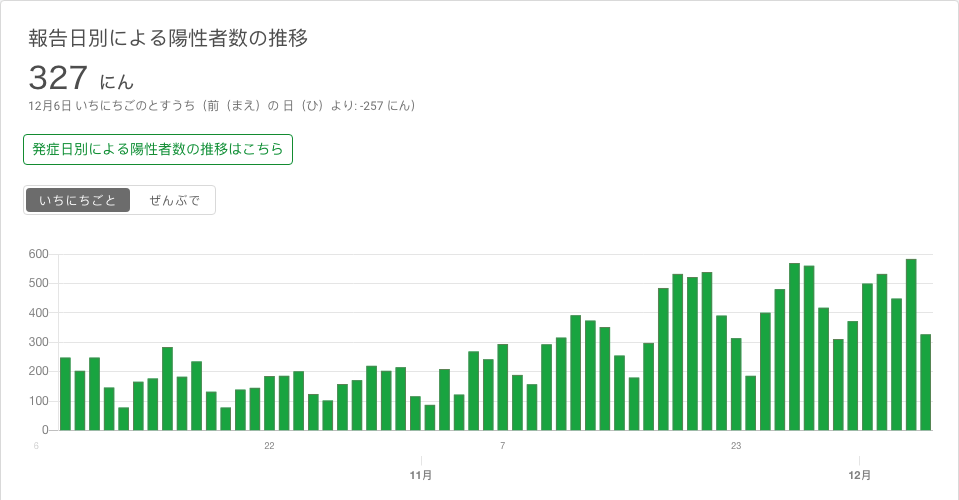 報告日別による陽性者数の推移
327 にん
12月6日 いちにちごのとすうち（前（まえ）の 日（ひ）より: -257 にん）
発症日別による陽性者数の推移はこちら
いちにちごと ぜんぶで
600
500
400
300
200
100
0
6 22 7 23
11月 12月